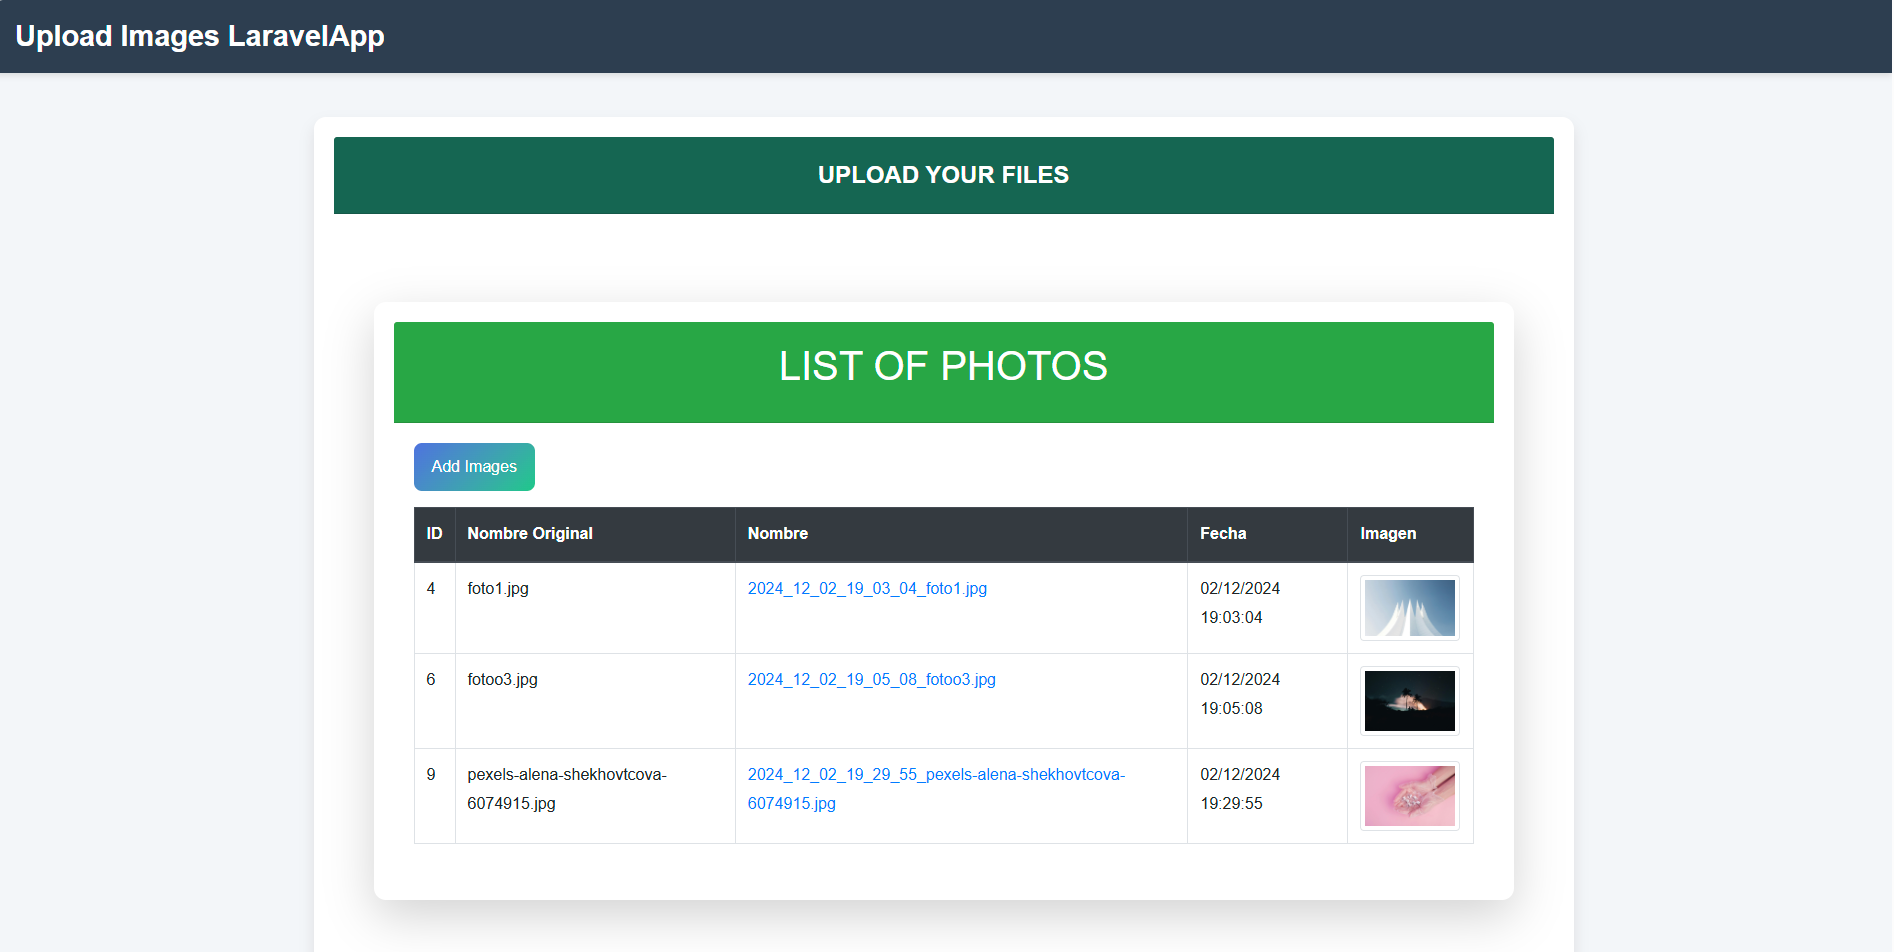 Upload Images LaravelApp
UPLOAD YOUR FILES
LIST OF PHOTOS
Add Images
ID Nombre Original Nombre Fecha Imagen
4 foto1.jpg 2024_12_02_19_03_04_foto1.jpg 02/12/2024
19:03:04
6 fotoo3.jpg 2024_12_02_19_05_08_fotoo3.jpg 02/12/2024
19:05:08
9 pexels-alena-shekhovtcova- 2024_12_02_19_29_55_pexels-alena-shekhovtcova- 02/12/2024
6074915.jpg 6074915.jpg 19:29:55